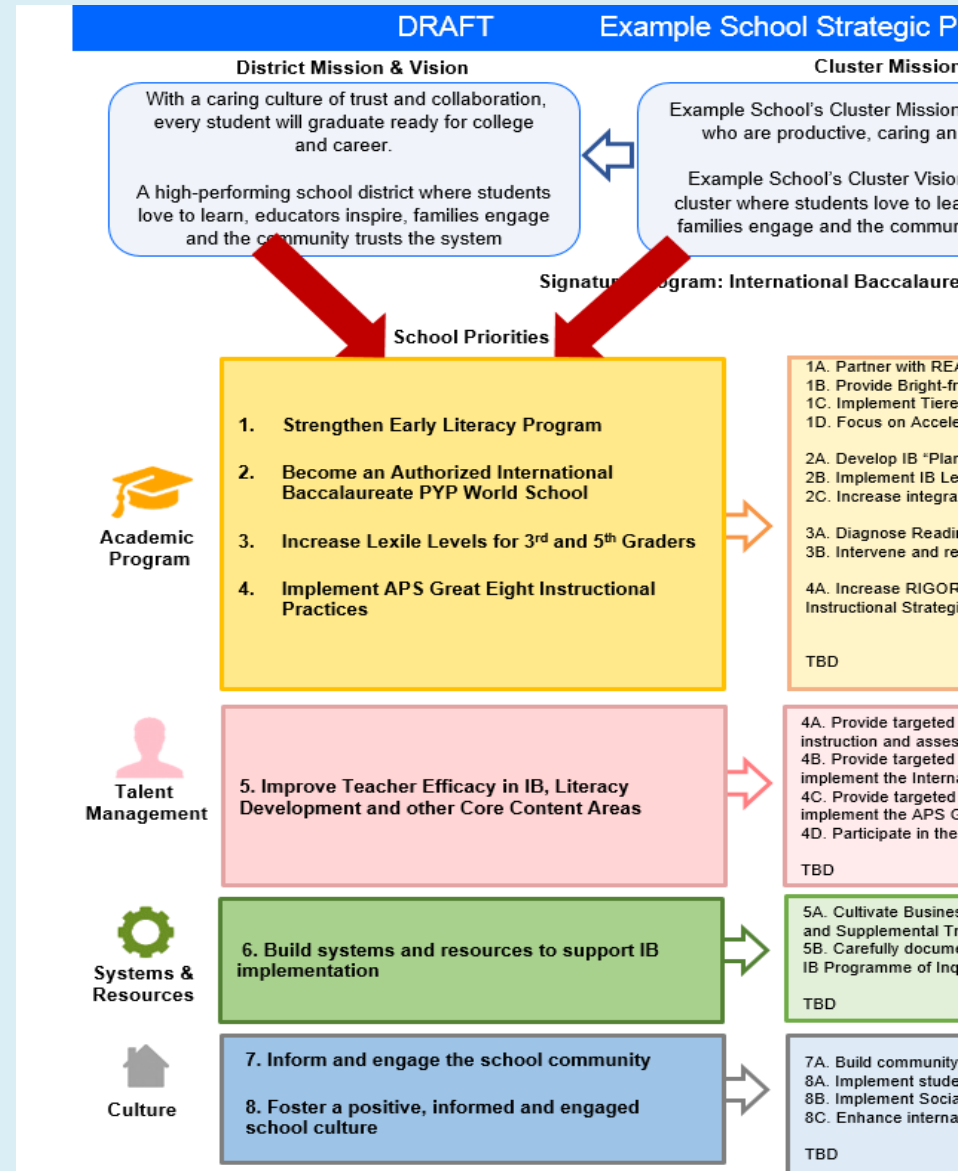 DRAFT
Example School Strategic P
District Mission & Vision
With a caring culture of trust and collaboration,
every student will graduate ready for college
and career.
A high-performing school district where students
love to learn, educators inspire, families engage
and the community trusts the system
Cluster Mission
Example School's Cluster Mission
who are productive, caring an
Example School's Cluster Visio
cluster where students love to lea
families engage and the commun
Signatu ogram: International Baccalaure
School Priorities
Academic
Program
1. Strengthen Early Literacy Program
2. Become an Authorized International
Baccalaureate PYP World School
3. Increase Lexile Levels for 3rd and 5th Graders
4. Implement APS Great Eight Instructional
Practices
1A. Partner with REA
1B. Provide Bright-fr
1C. Implement Tiere
1D. Focus on Accele
2A. Develop IB “Plan
2B. Implement IB Le
2C. Increase integra
3A. Diagnose Readin
3B. Intervene and re
4A. Increase RIGOR
Instructional Strategi
TBD
Talent
Management
5. Improve Teacher Efficacy in IB, Literacy
Development and other Core Content Areas
4A. Provide targeted
instruction and asses
4B. Provide targeted
implement the Interna
4C. Provide targeted
implement the APS G
4D. Participate in the
TBD
Systems &
Resources
6. Build systems and resources to support IB
implementation
5A. Cultivate Busines
and Supplemental Tr
5B. Carefully docume
IB Programme of Inq
TBD
Culture
7. Inform and engage the school community
8. Foster a positive, informed and engaged
school culture
7A. Build community
8A. Implement stude
8B. Implement Socia
8C. Enhance interna
TBD